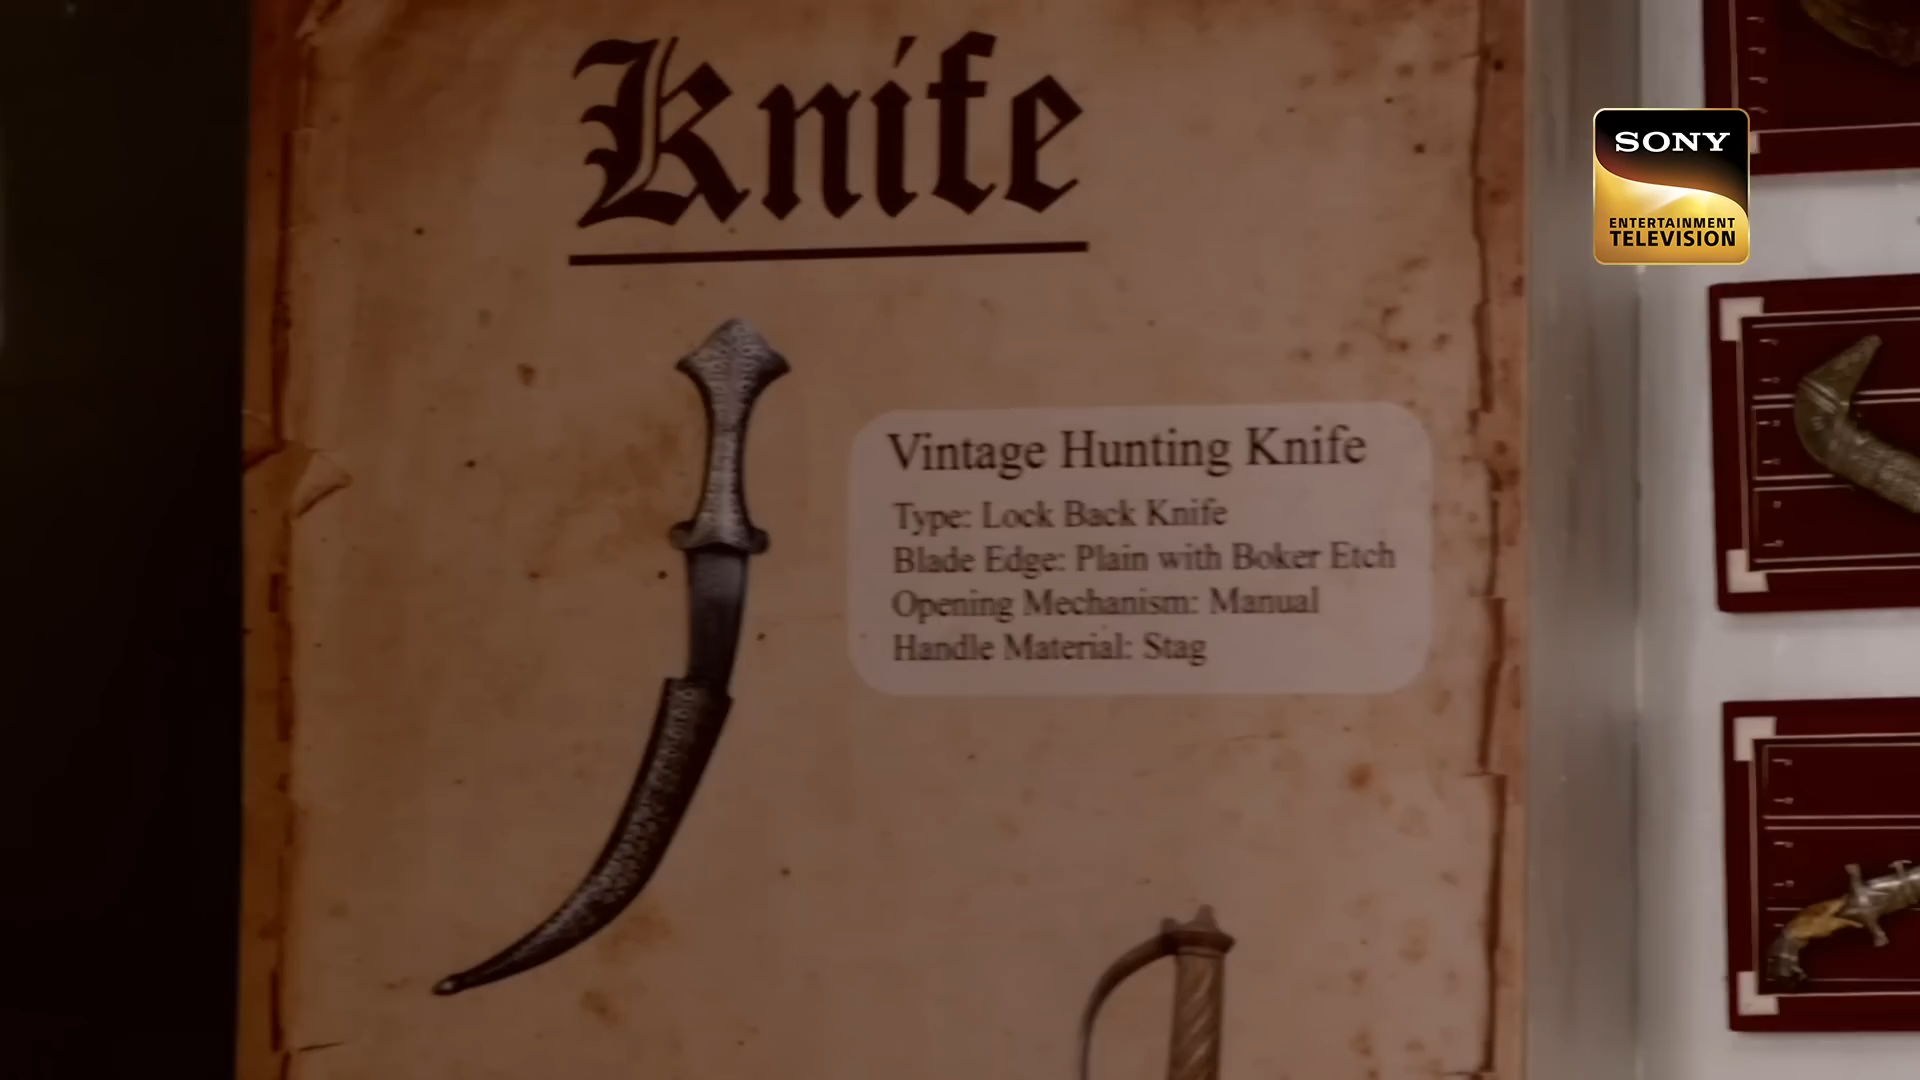 Knife
SONY
ENTERTAINMENT
TELEVISION
Vintage Hunting Knife
Type: Lock Back Knife
Blade Edge: Plain with Boker Etch
Opening Mechanism: Manual
Handle Material: Stag